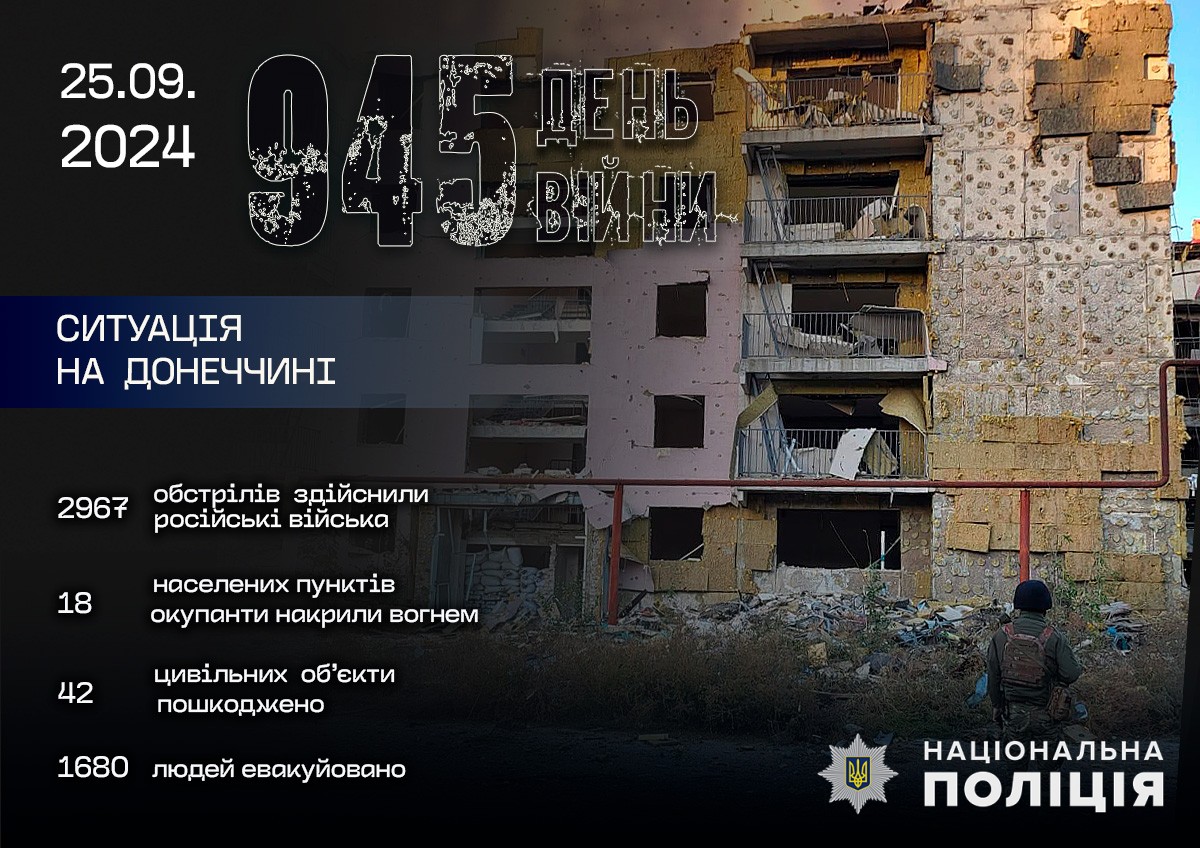 25.09.
2024
945
ДЕНЬ
ВІЙНИ
СИТУАЦІЯ
НА ДОНЕЧЧИНІ
2967 обстрілів здійснили
російські війська
18 населених пунктів
окупанти накрили вогнем
42 цивільних об'єкти
пошкоджено
1680 людей евакуйовано
НАЦІОНАЛЬНА
ПОЛІЦІЯ